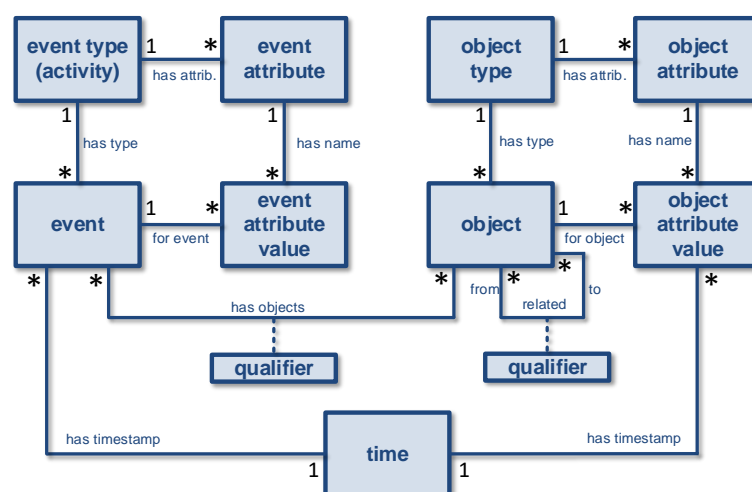 event type
(activity)
1
*
has attrib.
event
attribute
object
type
1
*
has attrib.
object
attribute
1
has type
*
1
has name
*
1
has type
*
1
has name
*
event
1
*
for event
event
attribute
value
object
1
*
for object
object
attribute
value
*
*
has objects
*
from
*
related
*
to
*
qualifier
qualifier
has timestamp
1
time
1
has timestamp